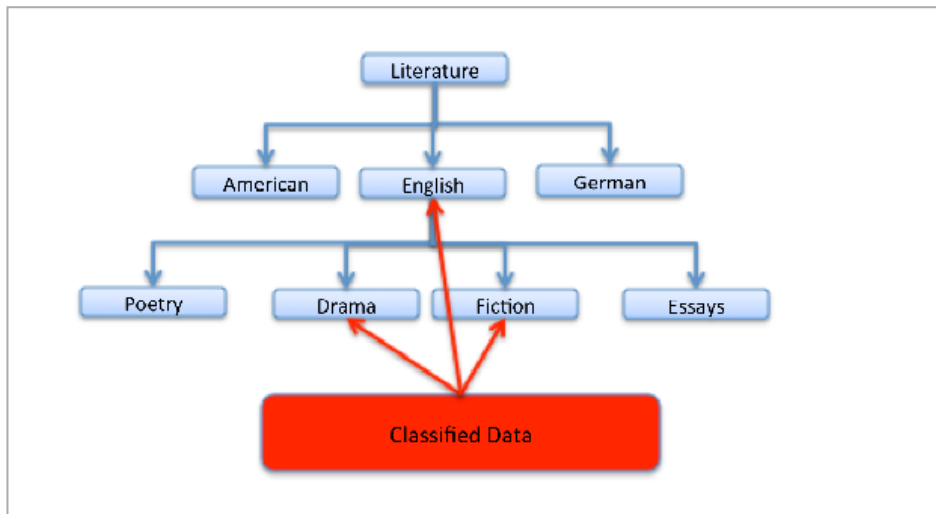 Literature
American
English
German
Poetry
Drama
Fiction
Essays
Classified Data